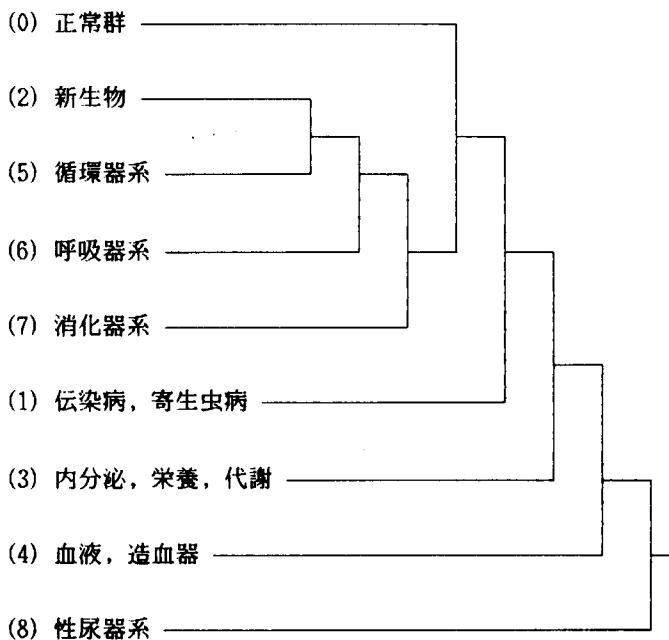 (0) 正常群
(2) 新生物
(5) 循環器系
(6) 呼吸器系
(7) 消化器系
(1) 伝染病，寄生虫病
(3) 内分泌，栄養，代謝
(4) 血液，造血器
(8) 性尿器系